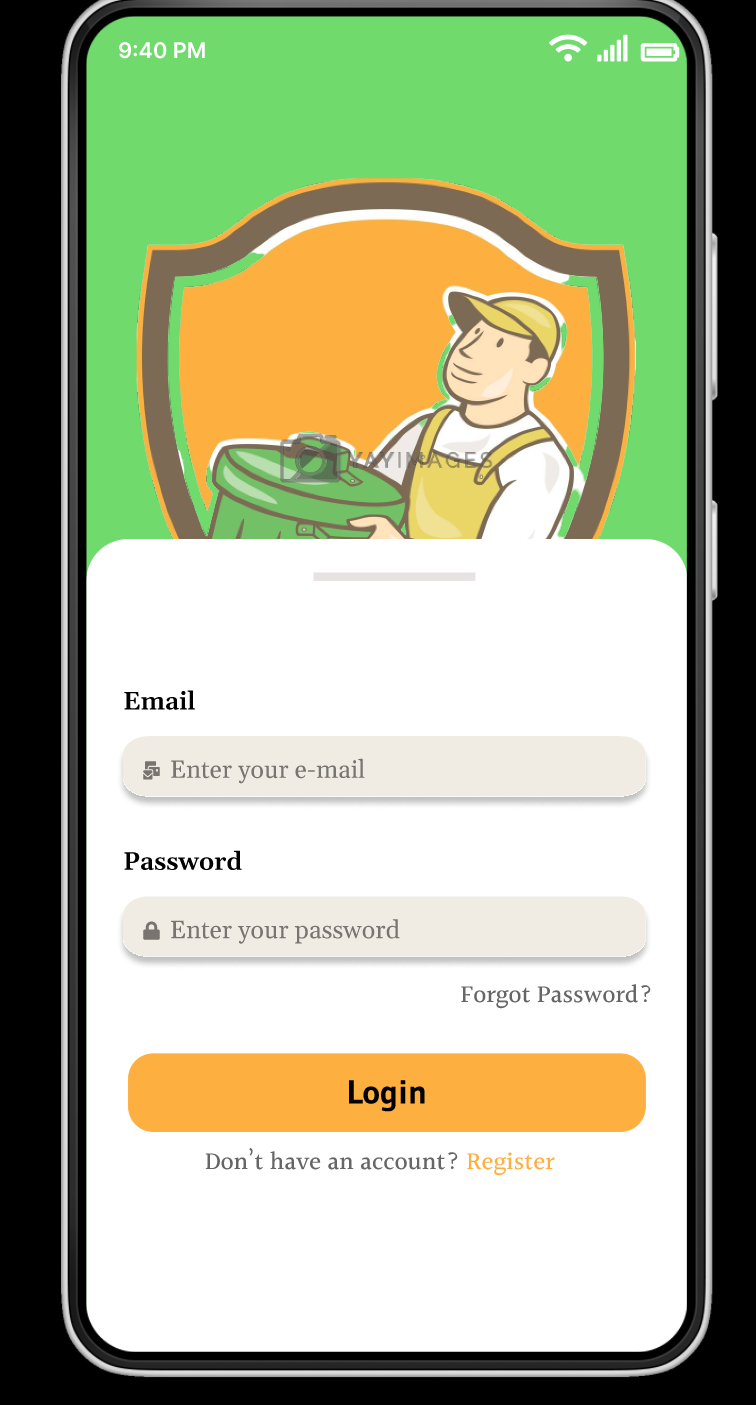 9:40 PM
YAYIMAGES
Email
Enter your e-mail
Password
Enter your password
Forgot Password?
Login
Don't have an account? Register